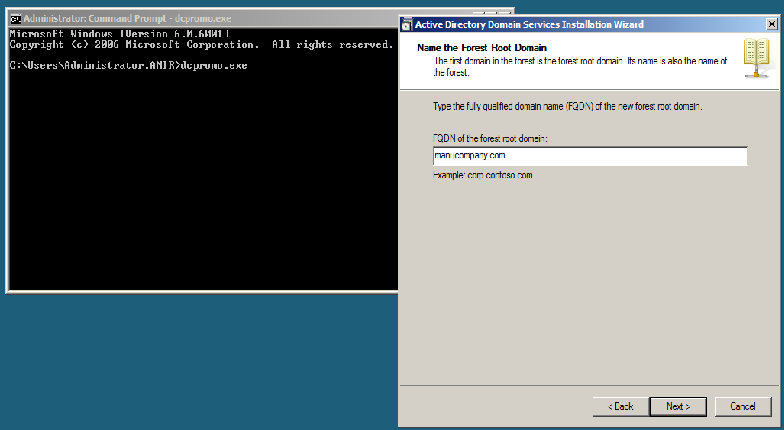 Administrator: Command Prompt - dcpromo.exe
Microsoft Windows [Version 6.0.6001]
Copyright (c) 2006 Microsoft Corporation. All rights reserved.
C:\Users\Administrator.ANIR>dcpromo.exe
Active Directory Domain Services Installation Wizard
Name the Forest Root Domain
The first domain in the forest is the forest root domain. Its name is also the name of
the forest.
Type the fully qualified domain name (FQDN) of the new forest root domain.
FQDN of the forest root domain:
Example: corp.contoso.com
< Back
Next >
Cancel